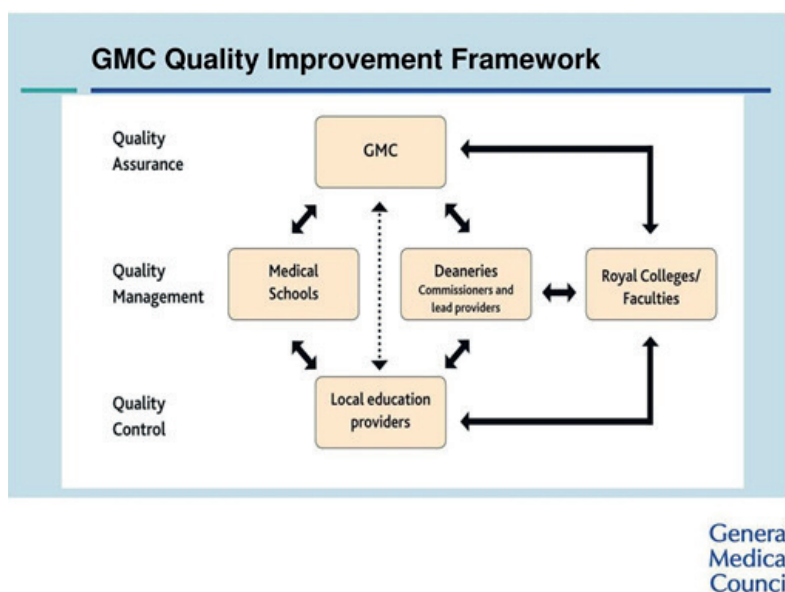 GMC Quality Improvement Framework
Quality
Assurance
GMC
Quality
Management
Medical
Schools
Deaneries
Commissioners and
lead providers
Royal Colleges/
Faculties
Quality
Control
Local education
providers
Genera
Medica
Counci